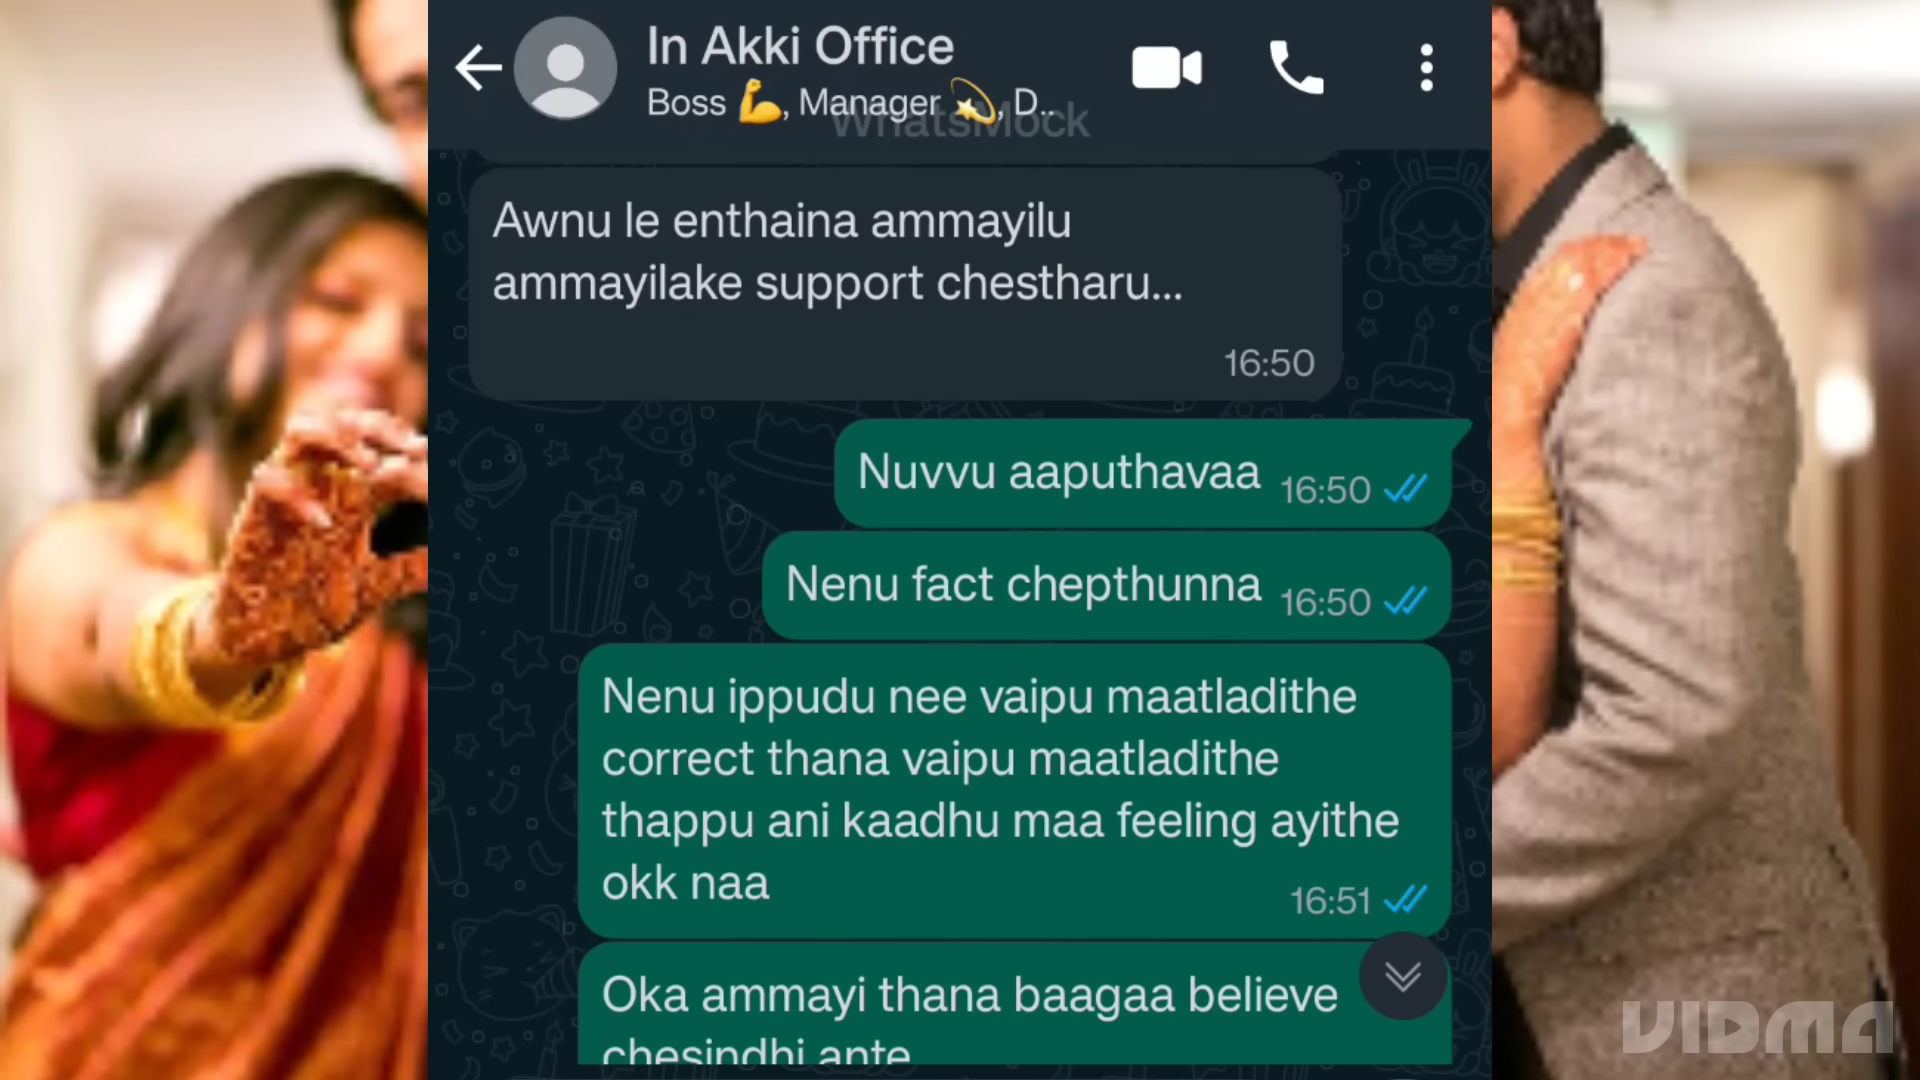 In Akki Office
Boss 💪, Manager 💫, D..
WhatsMock
Awnu le enthaina ammayilu
ammayilake support chestharu...
16:50
Nuvvu aaputhavaa 16:50
Nenu fact chepthunna 16:50
Nenu ippudu nee vaipu maatladithe
correct thana vaipu maatladithe
thappu ani kaadhu maa feeling ayithe
okk naa
16:51
Oka ammayi thana baagaa believe
chesindhi ante
VIDMA